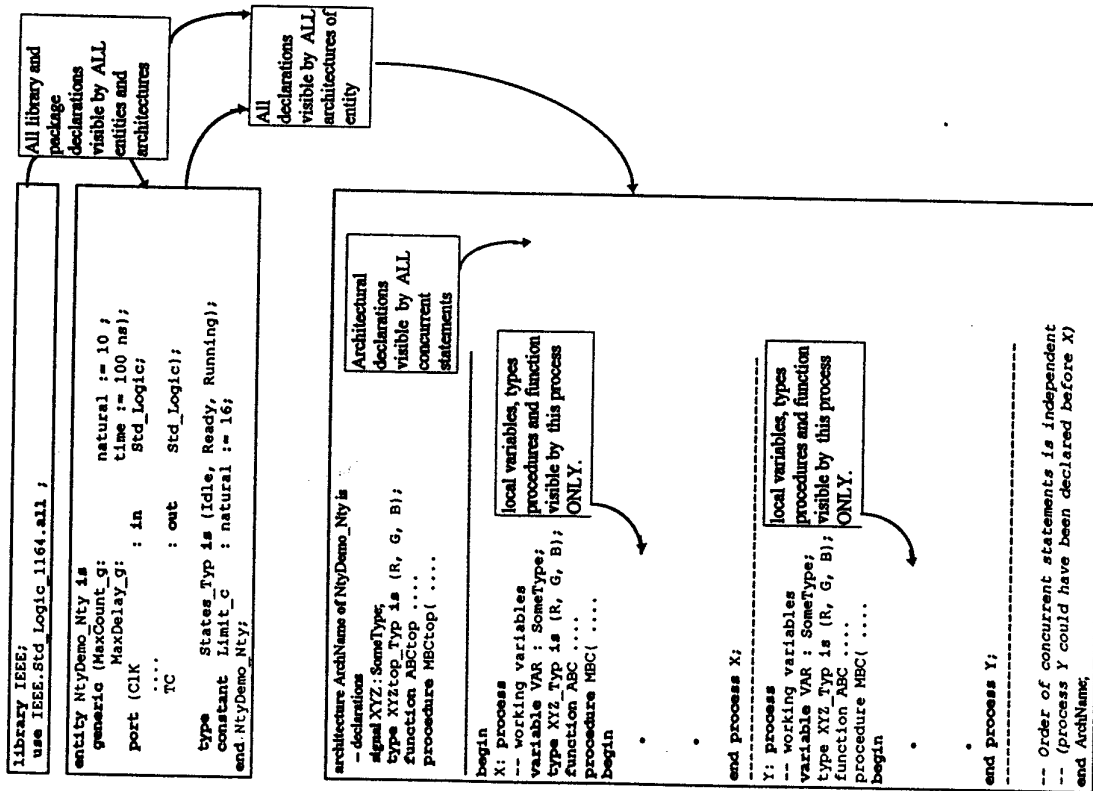 library IEEE;
use IEEE.Std_Logic_1164.all ;
entity NtyDemo_Nty is
generic (MaxCount_g: natural := 10 ;
MaxDelay_g: time := 100 ns);
port (ClK : in Std_Logic;
....
TC : out Std_Logic);
type States_Typ is (Idle, Ready, Running);
constant Limit_c : natural := 16;
end NtyDemo_Nty;
All library and
package
declarations
visible by ALL
entities and
architectures
All
declarations
visible by ALL
architectures of
entity
architecture ArchName of NtyDemo_Nty is
-- declarations
signal XYZ : SomeType;
type XYZtop_Typ is (R, G, B);
function ABCtop ....
procedure MBCtop( ....
Architectural
declarations
visible by ALL
concurrent
statements
begin
X: process
-- working variables
variable VAR : SomeType;
type XYZ_Typ is (R, G, B);
function ABC ....
procedure MBC( ....
begin
local variables, types
procedures and function
visible by this process
ONLY.
end process X;
Y: process
-- working variables
variable VAR : SomeType;
type XYZ_Typ is (R, G, B);
function ABC ....
procedure MBC( ....
begin
local variables, types
procedures and function
visible by this process
ONLY.
end process Y;
-- Order of concurrent statements is independent
-- (process Y could have been declared before X)
end ArchName;